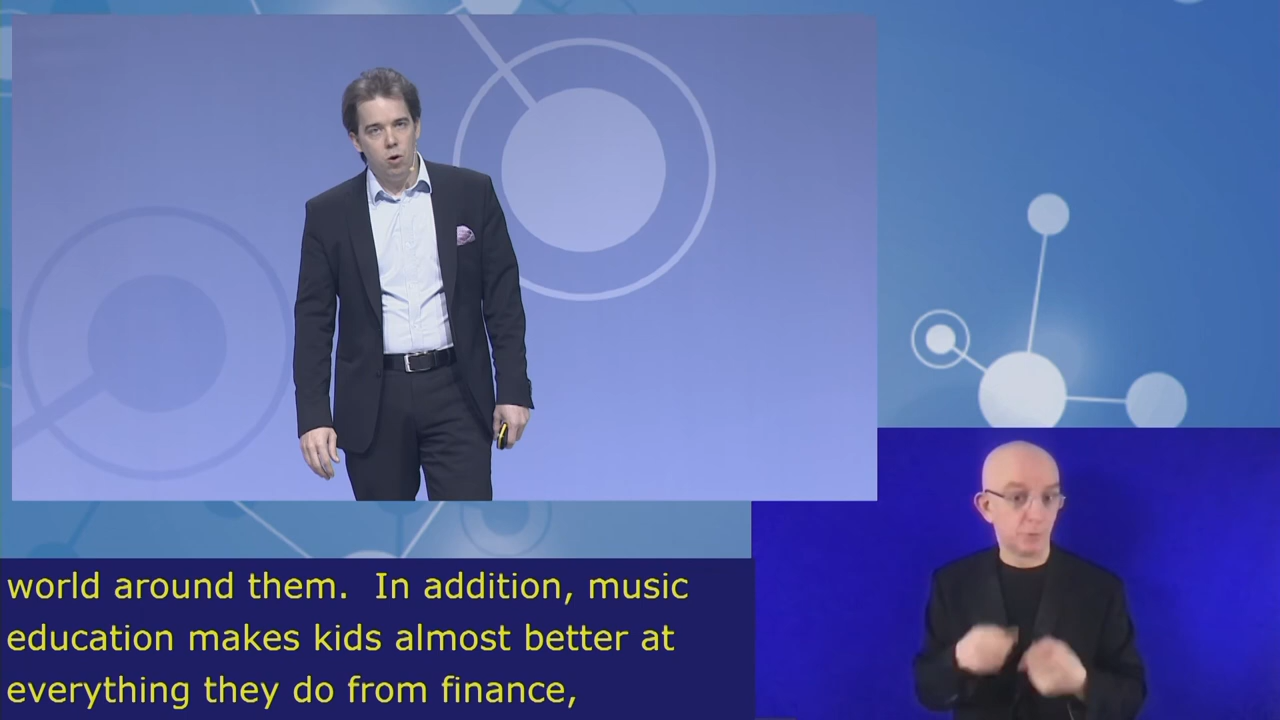 world around them.  In addition, music
education makes kids almost better at
everything they do from finance,